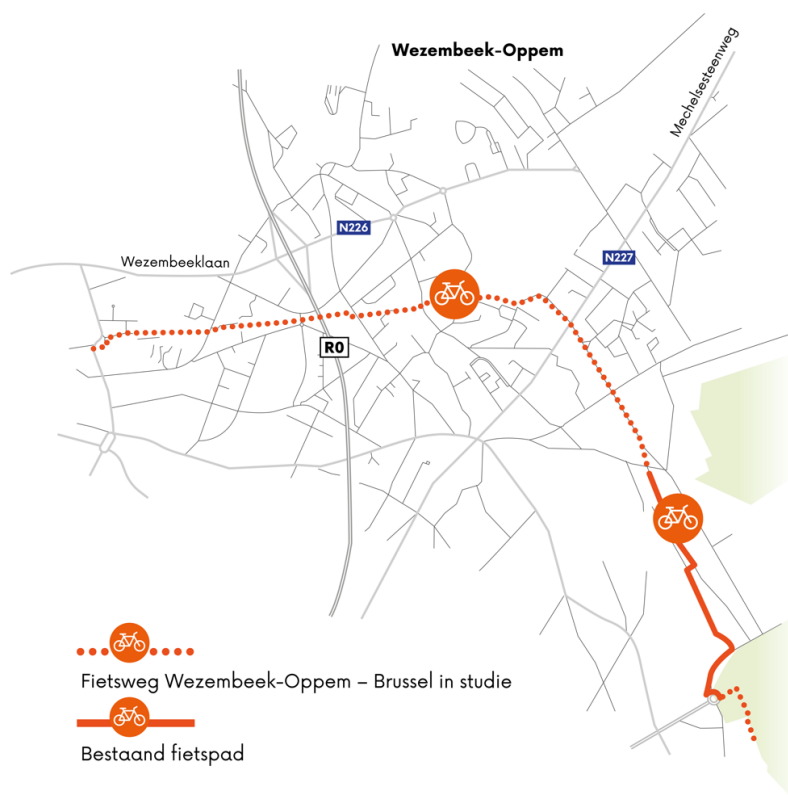 Wezembeek-Oppem
Mechelsesteenweg
N226
Wezembeeklaan
N227
R0
Fietsweg Wezembeek-Oppem – Brussel in studie
Bestaand fietspad